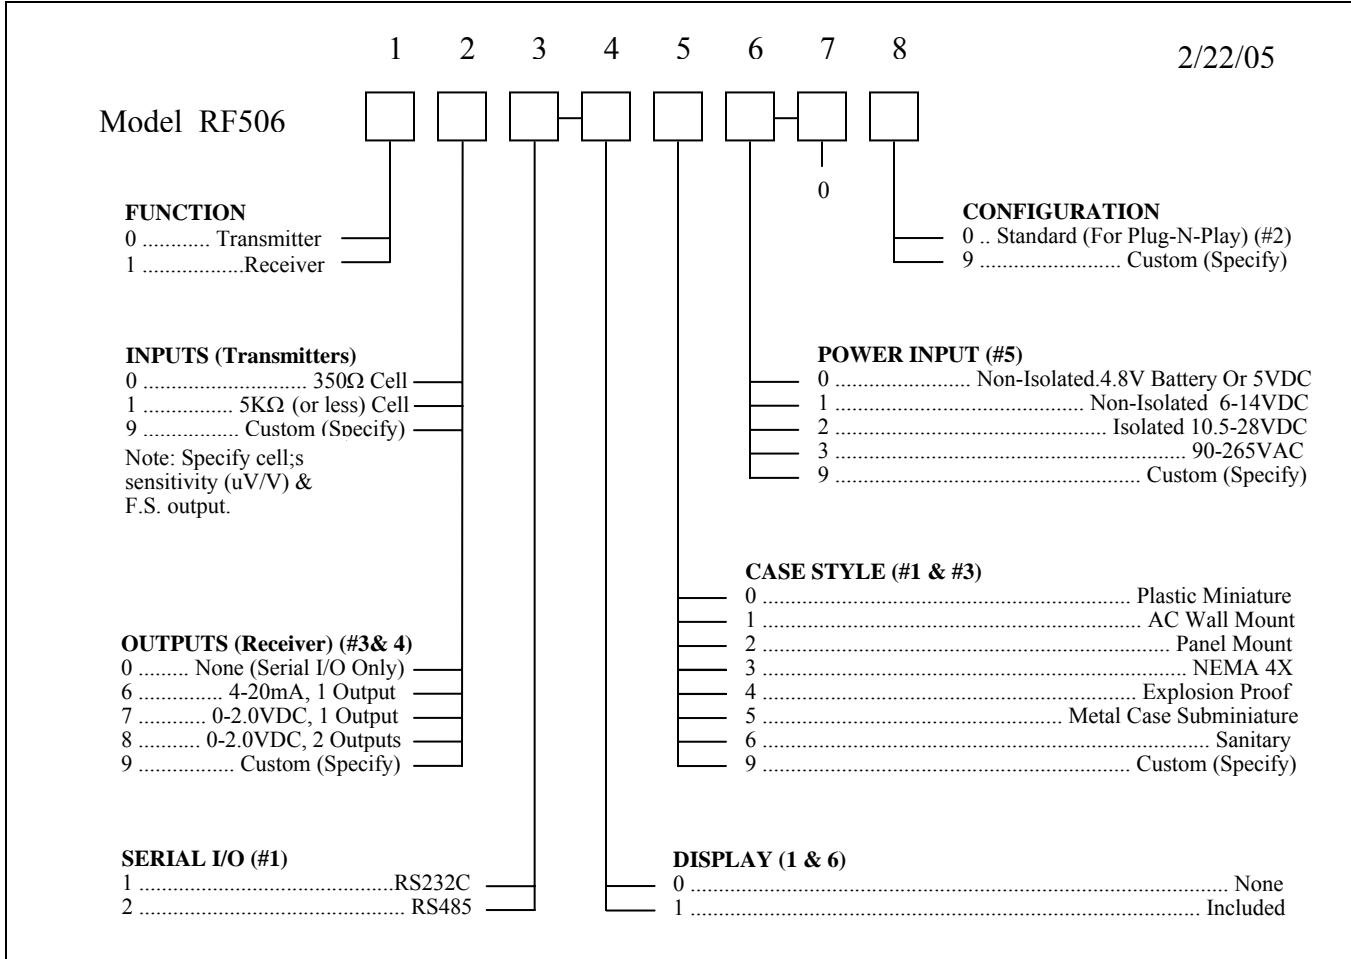 1 2 3 4 5 6 7 8
2/22/05
Model RF506
0
FUNCTION
0 ............ Transmitter
1 ..................Receiver
CONFIGURATION
0 .. Standard (For Plug-N-Play) (#2)
9 ......................... Custom (Specify)
INPUTS (Transmitters)
0 ............................. 350Ω Cell
1 ................ 5KΩ (or less) Cell
9 ................. Custom (Specify)
Note: Specify cell;s
sensitivity (uV/V) &
F.S. output.
POWER INPUT (#5)
0 ........................ Non-Isolated.4.8V Battery Or 5VDC
1 ............................................ Non-Isolated 6-14VDC
2 ................................................. Isolated 10.5-28VDC
3 .............................................................. 90-265VAC
9 ...................................................... Custom (Specify)
CASE STYLE (#1 & #3)
0 ................................................................. Plastic Miniature
1 ................................................................... AC Wall Mount
2 ........................................................................ Panel Mount
3 ........................................................................... NEMA 4X
4 .................................................................. Explosion Proof
5 ..................................................... Metal Case Subminiature
6 ............................................................................... Sanitary
9 ................................................................. Custom (Specify)
OUTPUTS (Receiver) (#3& 4)
0 ......... None (Serial I/O Only)
6 ............... 4-20mA, 1 Output
7 ........... 0-2.0VDC, 1 Output
8 .......... 0-2.0VDC, 2 Outputs
9 ................. Custom (Specify)
SERIAL I/O (#1)
1 .............................................RS232C
2 ............................................... RS485
DISPLAY (1 & 6)
0 ............................................................................................... None
1 .......................................................................................... Included